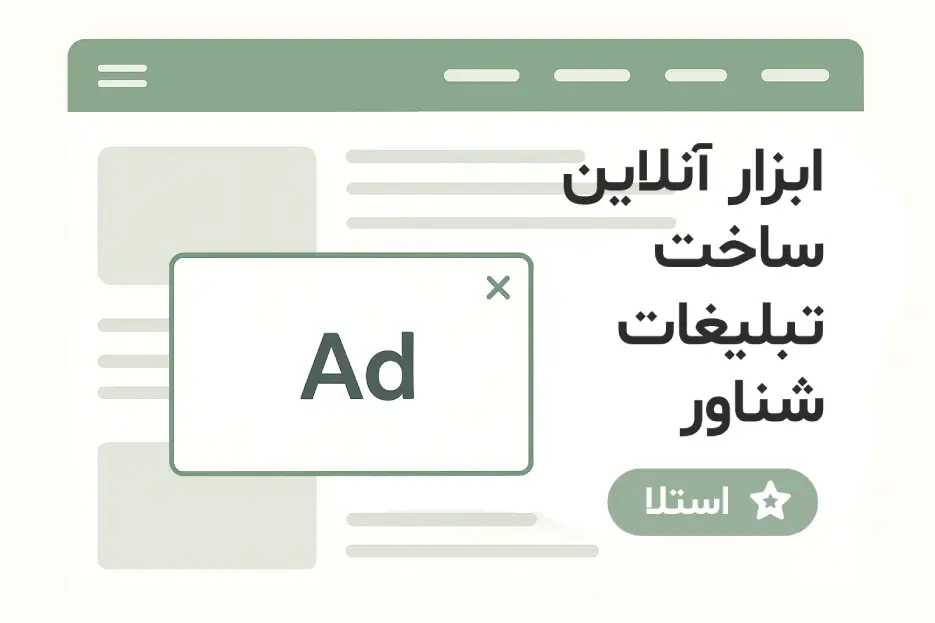 ابزار آنلاین
ساخت
تبلیغات
شناور
استلا
Ad